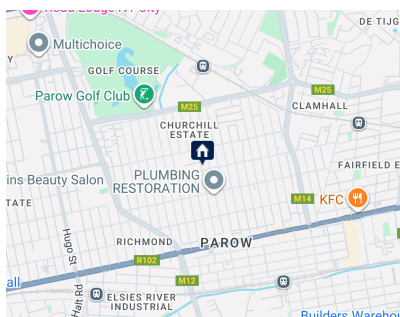 Road Lodge N1 City
DE TIJG
Multichoice
GOLF COURSE
Parow Golf Club
M25
M25
CLAMHALL
CHURCHILL
ESTATE
FAIRFIELD E
ins Beauty Salon
PLUMBING
RESTORATION
TATE
M14
KFC
Hugo St
RICHMOND
PAROW
R102
all
M12
Halt Rd
ELSIES RIVER
INDUSTRIAL
Builders Wareho